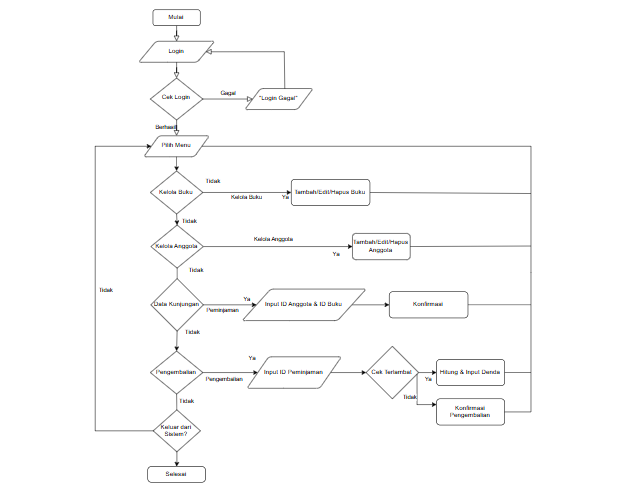 Mulai
Login
Cek Login
Gagal
"Login Gagal"
Berhasil
Pilih Menu
Kelola Buku
Tidak
Kelola Buku
Ya
Tambah/Edit/Hapus Buku
Tidak
Kelola Anggota
Kelola Anggota
Ya
Tambah/Edit/Hapus
Anggota
Tidak
Tidak
Data Kunjungan
Ya
Peminjaman
Input ID Anggota & ID Buku
Konfirmasi
Tidak
Pengembalian
Ya
Pengembalian
Input ID Peminjaman
Cek Terlambat
Ya
Hitung & Input Denda
Tidak
Konfirmasi
Pengembalian
Tidak
Keluar dari
Sistem?
Selesai